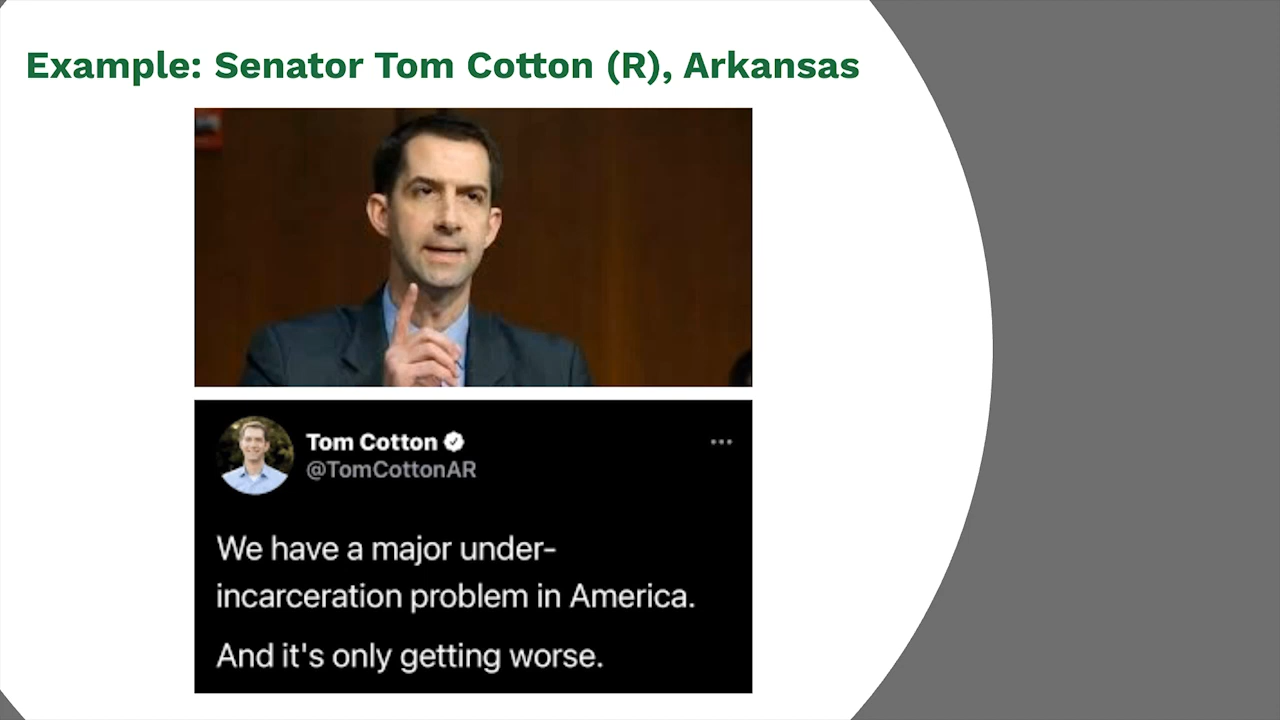 Example: Senator Tom Cotton (R), Arkansas
Tom Cotton
@TomCottonAR
We have a major under-
incarceration problem in America.
And it's only getting worse.